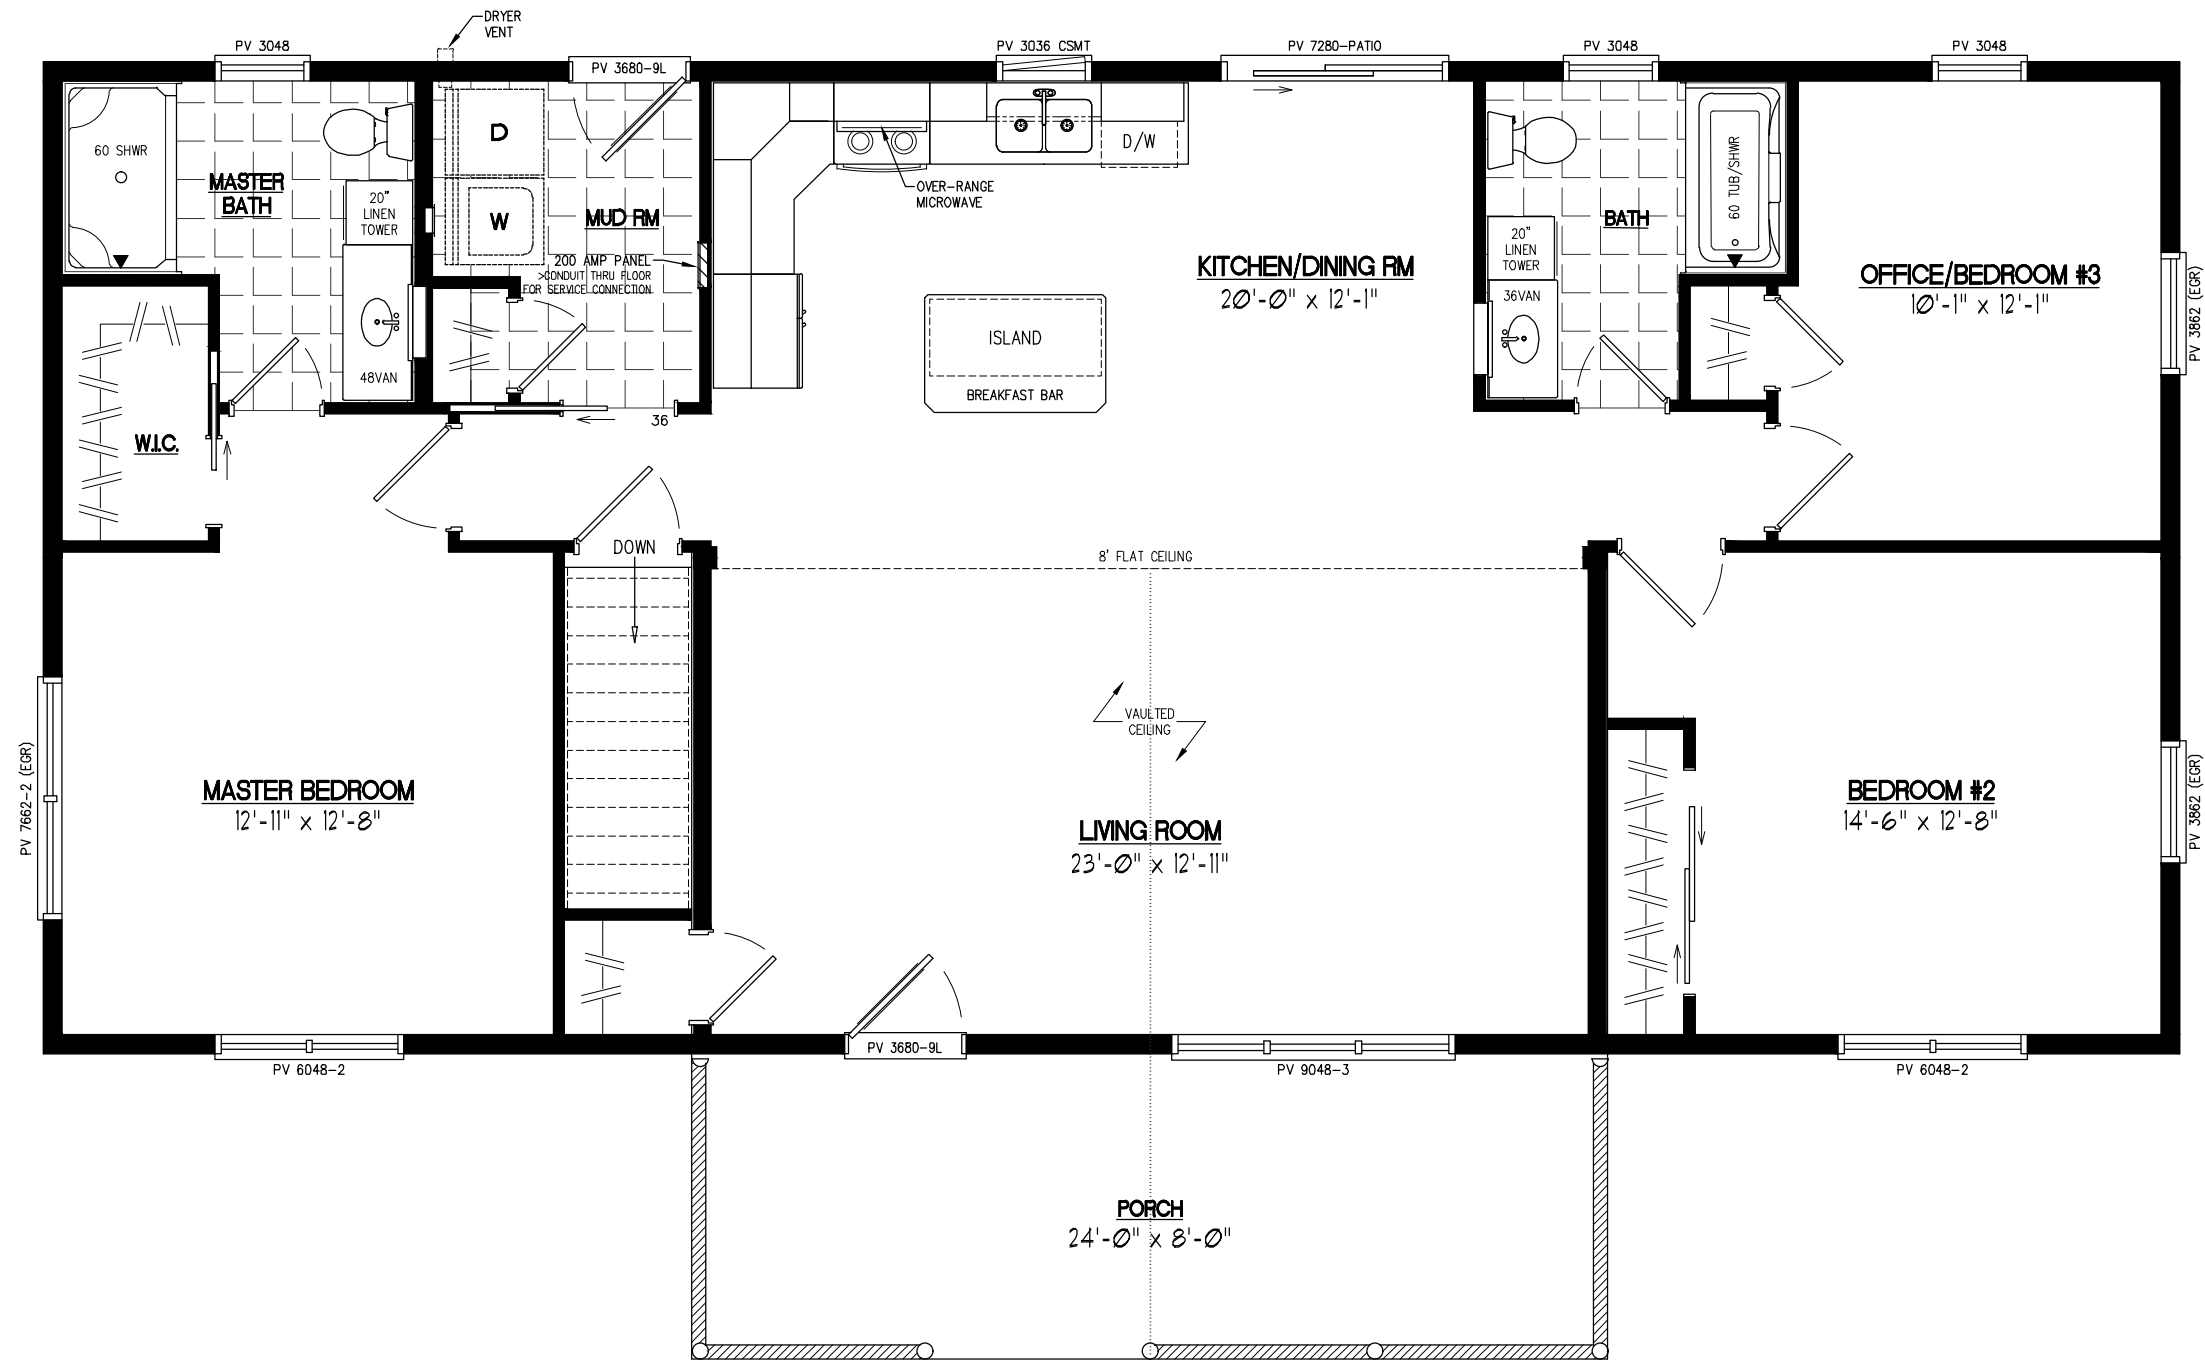 DRYER
VENT
PV 3048
PV 3680-9L
PV 3036 CSMT
PV 7280-PATIO
PV 3048
PV 3048
60 SHWR
MASTER
BATH
20"
LINEN
TOWER
48VAN
D
W
MUD RM
200 AMP PANEL
>CONDUIT THRU FLOOR
FOR SERVICE CONNECTION
OVER-RANGE
MICROWAVE
D/W
KITCHEN/DINING RM
20'-0" x 12'-1"
ISLAND
BREAKFAST BAR
BATH
20"
LINEN
TOWER
36VAN
60 TUB/SHWR
OFFICE/BEDROOM #3
10'-1" x 12'-1"
PV 3862 (EGR)
W.I.C.
36
DOWN
8' FLAT CEILING
VAULTED
CEILING
MASTER BEDROOM
12'-11" x 12'-8"
PV 7662-2 (EGR)
LIVING ROOM
23'-0" x 12'-11"
BEDROOM #2
14'-6" x 12'-8"
PV 3862 (EGR)
PV 6048-2
PV 3680-9L
PV 9048-3
PV 6048-2
PORCH
24'-0" x 8'-0"